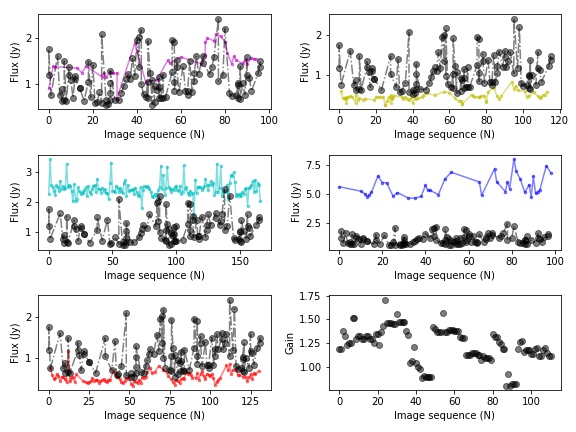 2
1
Flux (Jy)
0 20 40 60 80 100
Image sequence (N)
2
1
Flux (Jy)
0 20 40 60 80 100 120
Image sequence (N)
3
2
1
Flux (Jy)
0 50 100 150
Image sequence (N)
7.5
5.0
2.5
Flux (Jy)
0 20 40 60 80 100
Image sequence (N)
2
1
Flux (Jy)
0 25 50 75 100 125
Image sequence (N)
1.75
1.50
1.25
1.00
Gain
0 20 40 60 80 100
Image sequence (N)